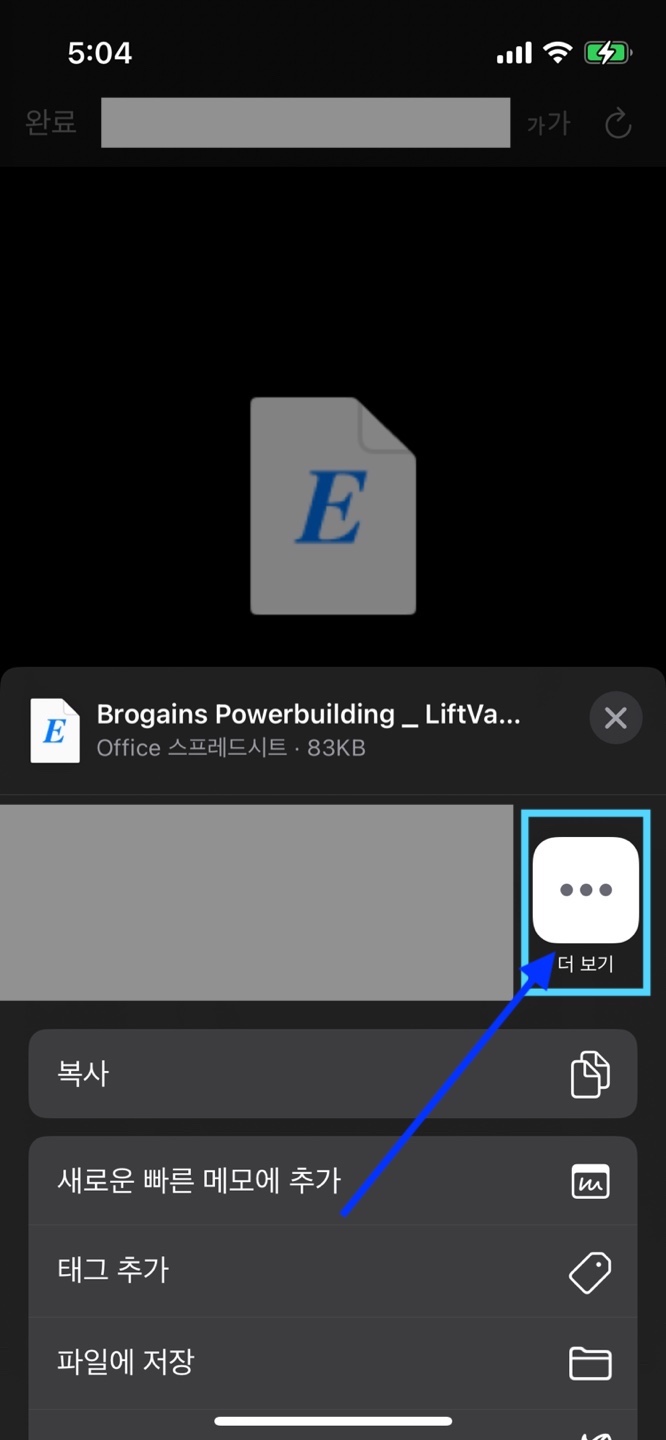 5:04
완료
가가
E
Brogains Powerbuilding _ LiftVa...
E
Office 스프레드시트 · 83KB
더 보기
복사
새로운 빠른 메모에 추가
태그 추가
파일에 저장